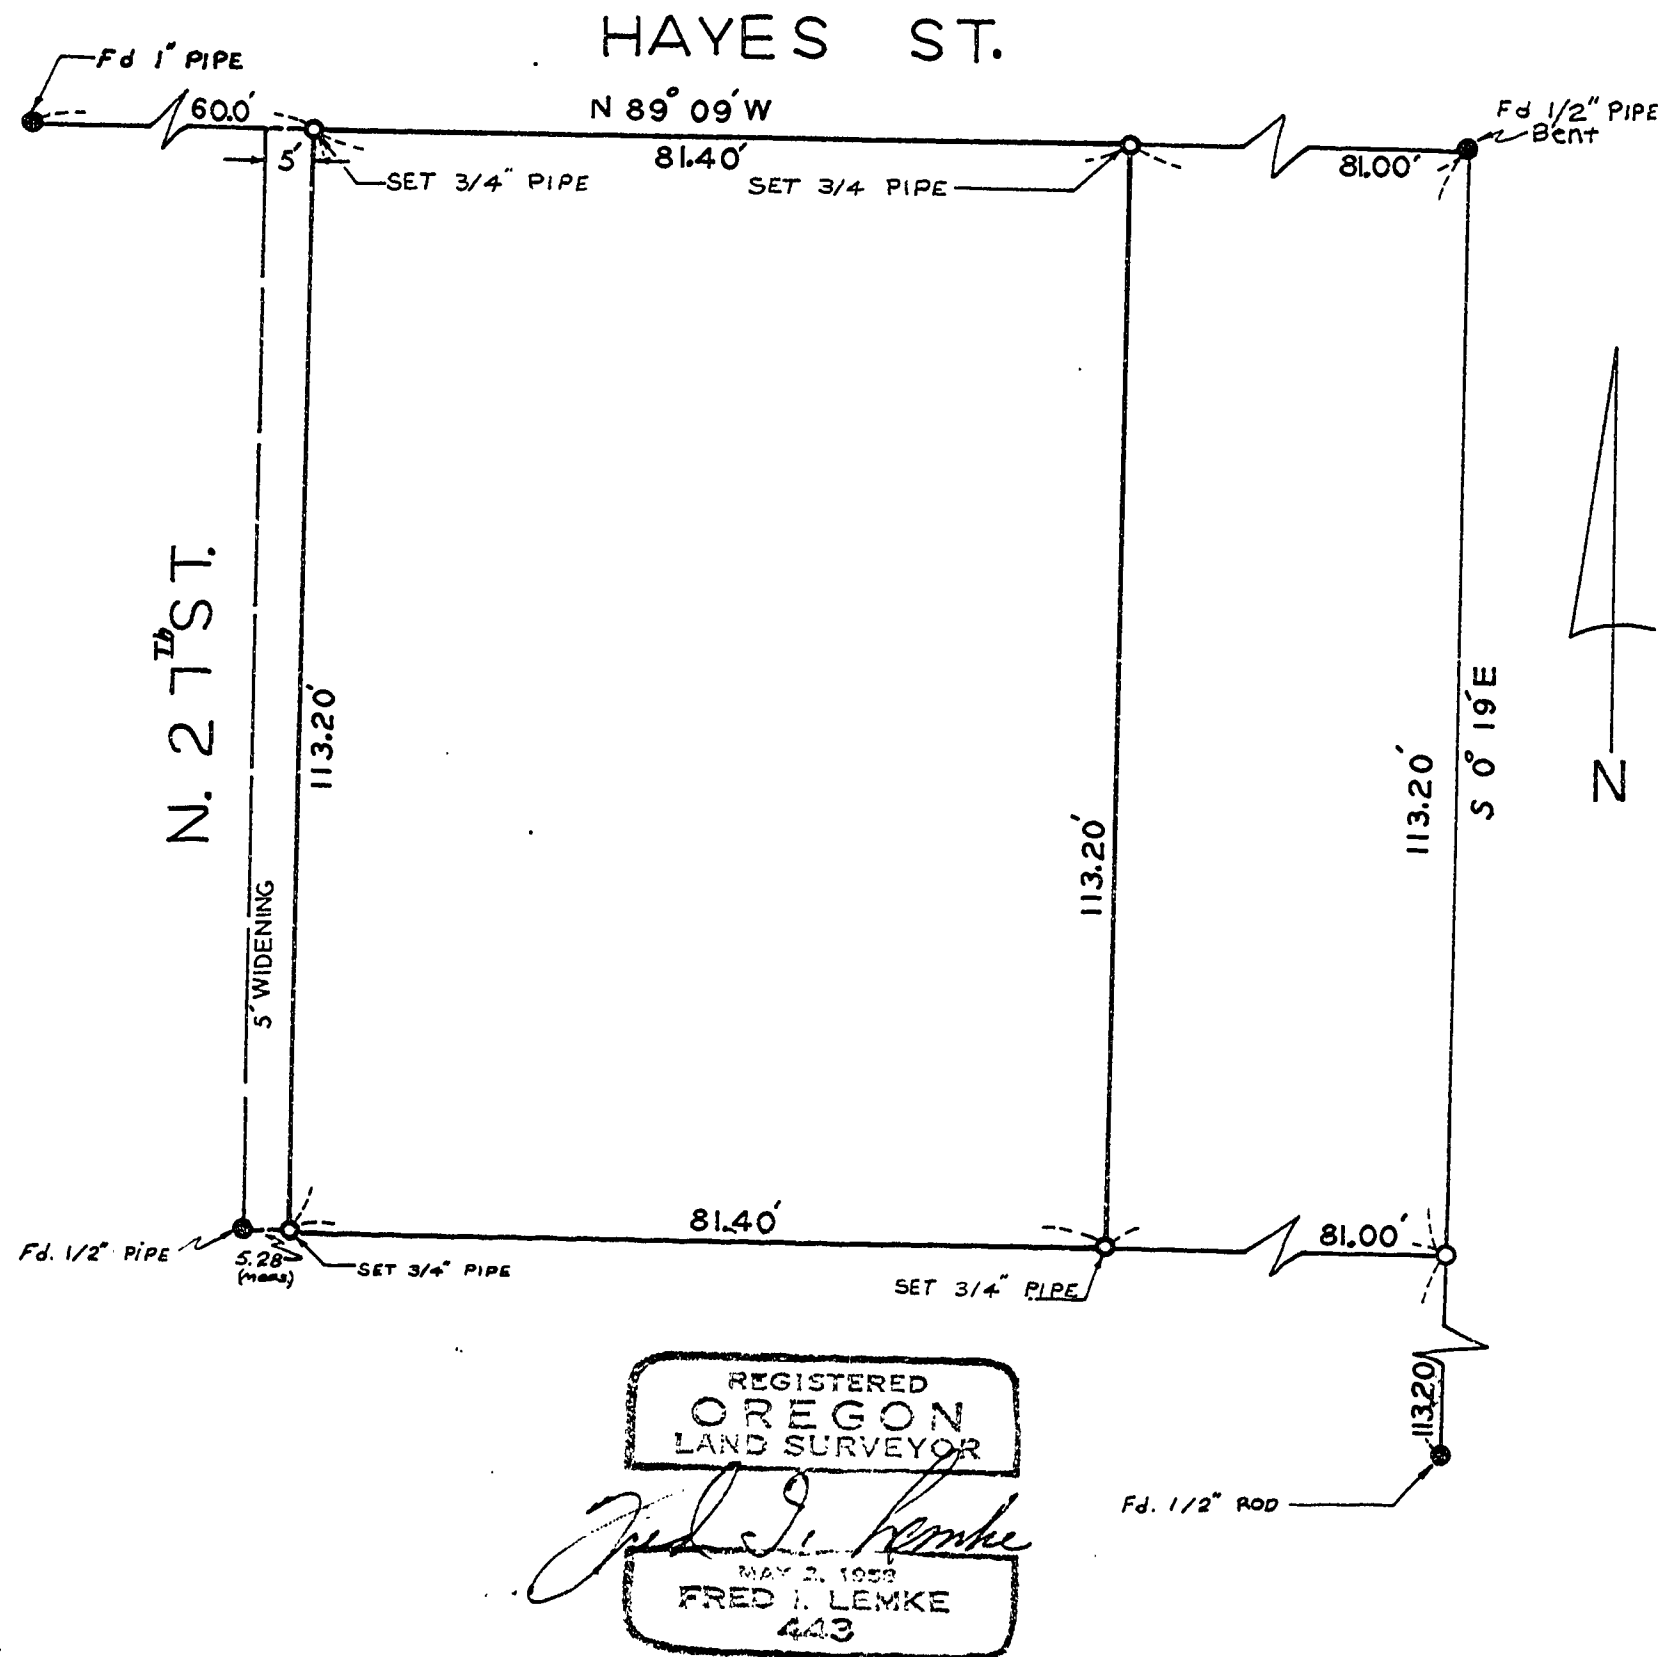 HAYES ST.
Fd 1" PIPE
60.0'
N 89° 09' W
Fd 1/2" PIPE
Bent
5'
81.40'
81.00'
SET 3/4" PIPE
SET 3/4 PIPE
N. 27Th ST.
113.20'
113.20'
113.20'
S 0° 19' E
N
5' WIDENING
81.40'
81.00'
Fd. 1/2" PIPE
5.28
(meas)
SET 3/4" PIPE
SET 3/4" PIPE
113.20
Fd. 1/2" ROD
REGISTERED
OREGON
LAND SURVEYOR
Fred I. Lemke
MAY 2, 1958
FRED I. LEMKE
443